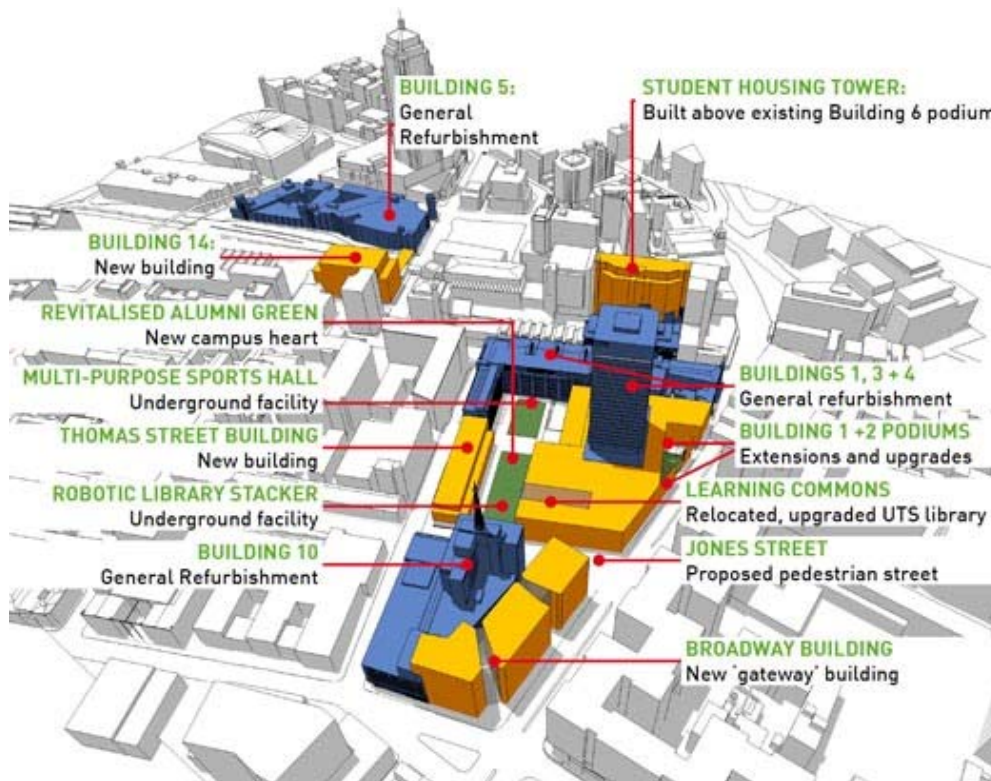 BUILDING 5:
General
Refurbishment
STUDENT HOUSING TOWER:
Built above existing Building 6 podium
BUILDING 14:
New building
REVITALISED ALUMNI GREEN
New campus heart
MULTI-PURPOSE SPORTS HALL
Underground facility
THOMAS STREET BUILDING
New building
ROBOTIC LIBRARY STACKER
Underground facility
BUILDING 10
General Refurbishment
BUILDINGS 1, 3 + 4
General refurbishment
BUILDING 1 +2 PODIUMS
Extensions and upgrades
LEARNING COMMONS
Relocated, upgraded UTS library
JONES STREET
Proposed pedestrian street
BROADWAY BUILDING
New 'gateway' building